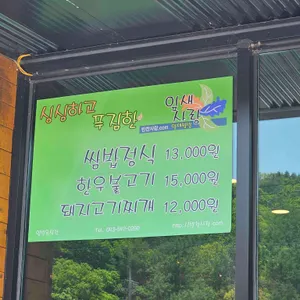 싱싱하고
푸짐한
잎새
자락
쌈밥정식 13,000원
한우불고기 15,000원
돼지고기찌개 12,000원